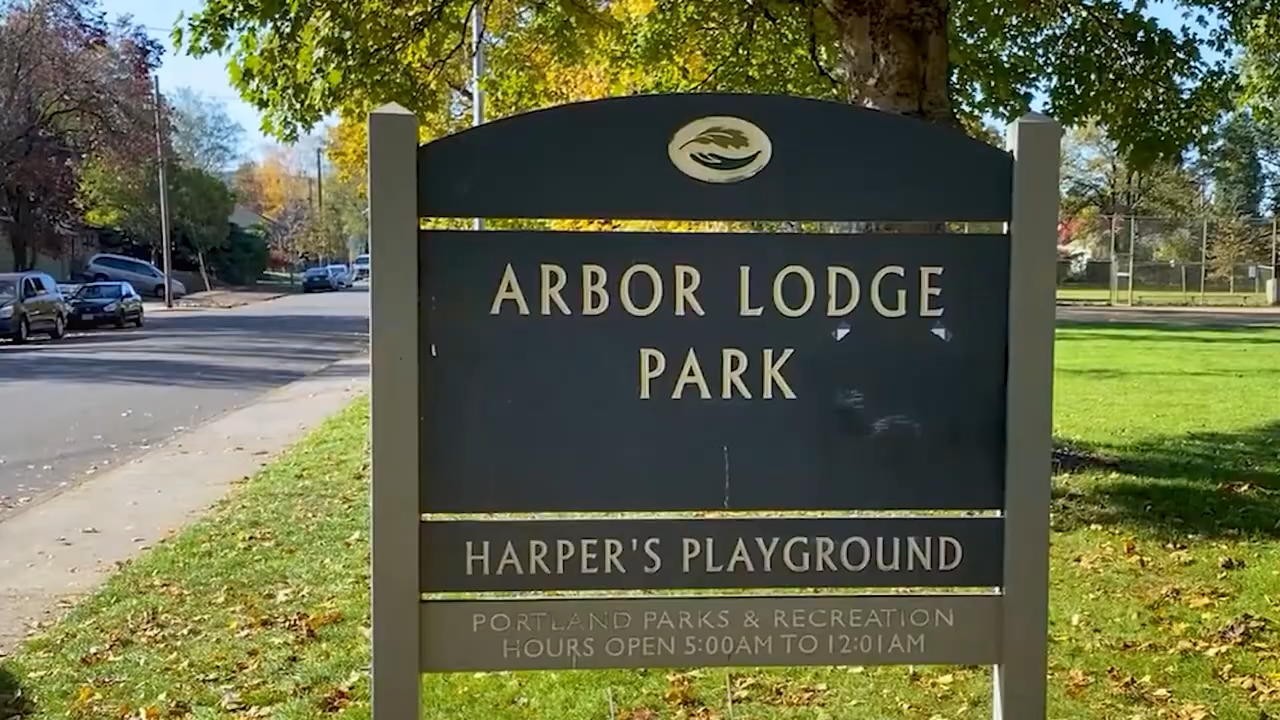 ARBOR LODGE
PARK
HARPER'S PLAYGROUND
PORTLAND PARKS & RECREATION
HOURS OPEN 5:00AM TO 12:01AM